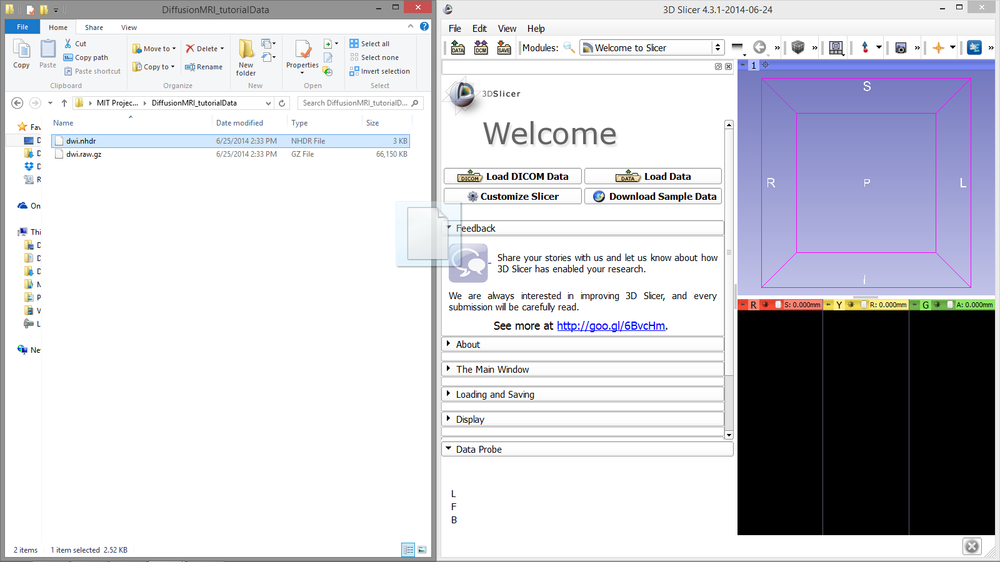 DiffusionMRI_tutorialData
File Home Share View
Copy
Paste
Cut
Copy path
Paste shortcut
Clipboard
Move to
Copy to
Delete
Rename
Organize
New
folder
New
Properties
Open
Select all
Select none
Invert selection
Select
MIT Projec... DiffusionMRI_tutorialData
Search DiffusionMRI_tutorialD...
Name Date modified Type Size
dwi.nhdr 6/25/2014 2:33 PM NHDR File 3 KB
dwi.raw.gz 6/25/2014 2:33 PM GZ File 66,150 KB
Fav
D
D
D
R
On
Thi
D
D
D
M
P
V
L
Ne
2 items 1 item selected 2.52 KB
3D Slicer 4.3.1-2014-06-24
File Edit View Help
DATA DCM SAVE Modules: Welcome to Slicer
3DSlicer
Welcome
DICOM Load DICOM Data
DATA Load Data
Customize Slicer
Download Sample Data
Feedback
Share your stories with us and let us know about how
3D Slicer has enabled your research.
We are always interested in improving 3D Slicer, and every
submission will be carefully read.
See more at http://goo.gl/6BvcHm.
About
The Main Window
Loading and Saving
Display
Data Probe
L
F
B
1
S
R P L
I
R S: 0.000mm Y R: 0.000mm G A: 0.000mm